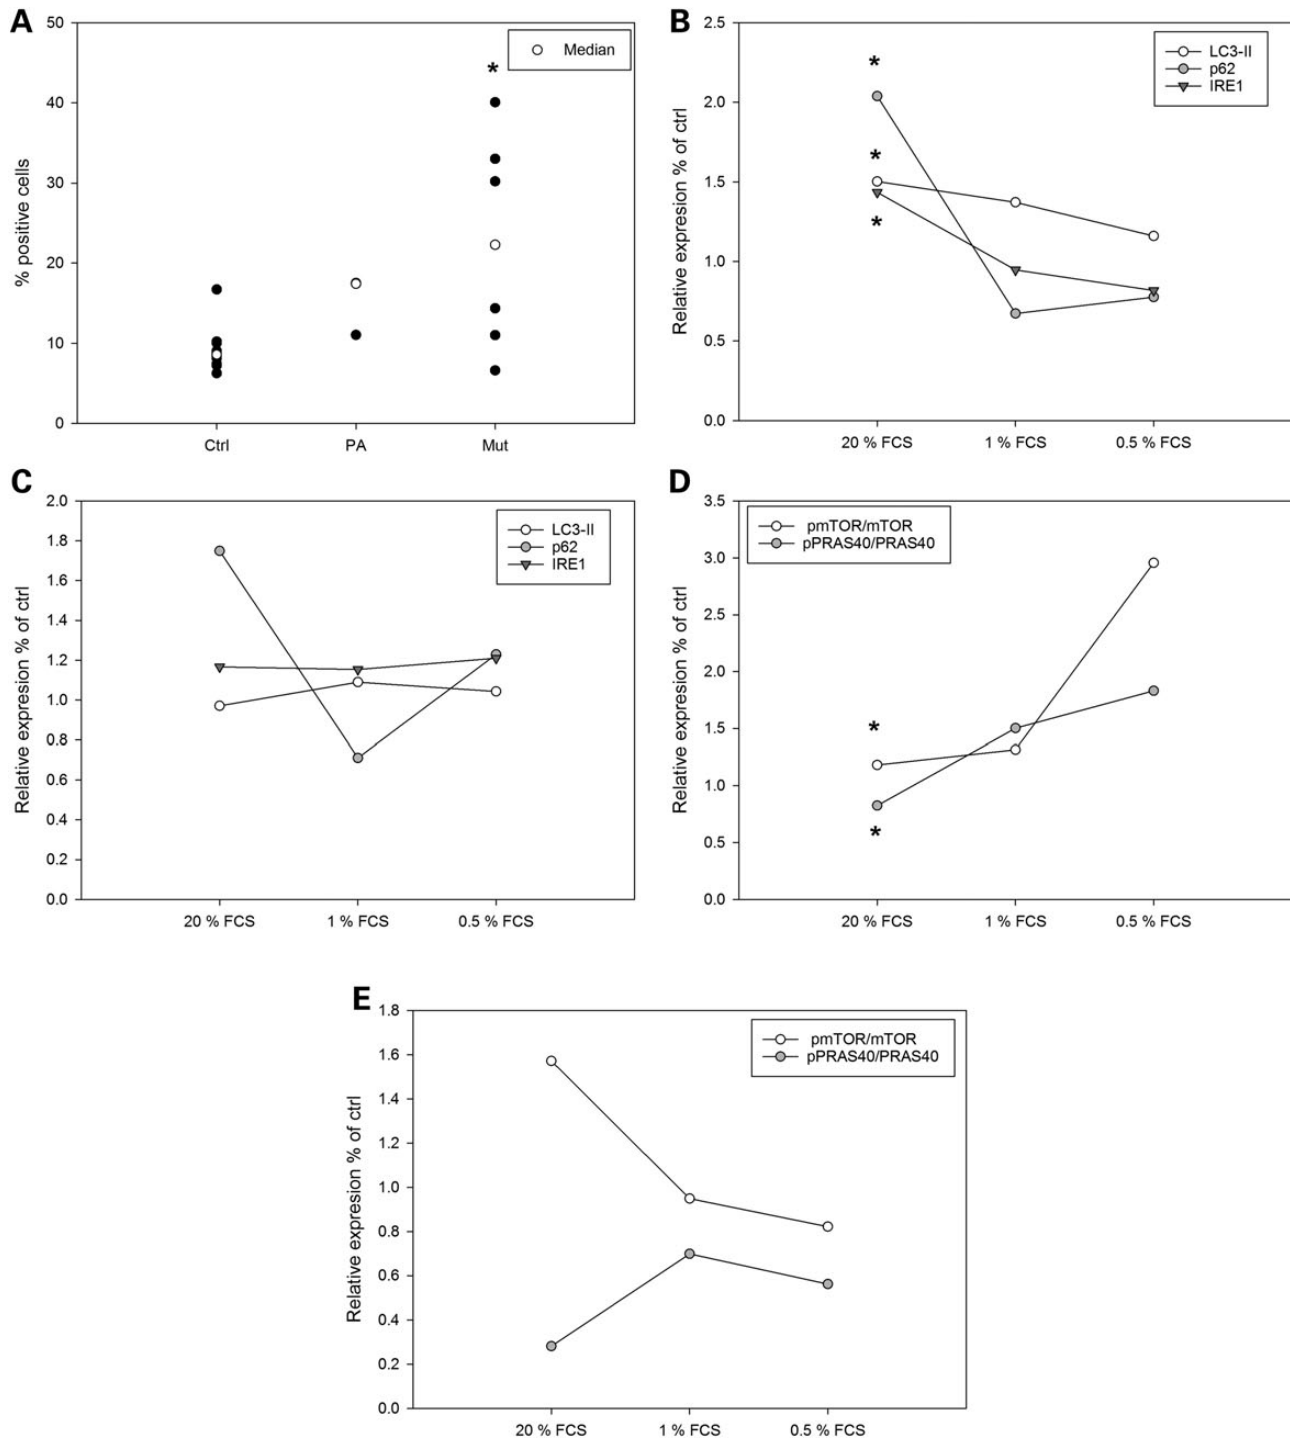 A
50
40
30
20
10
0
% positive cells
Median
*
Ctrl
PA
Mut
B
2.5
2.0
1.5
1.0
0.5
0.0
Relative expression % of ctrl
LC3-II
p62
IRE1
*
*
*
20 % FCS
1 % FCS
0.5 % FCS
C
2.0
1.8
1.6
1.4
1.2
1.0
0.8
0.6
0.4
0.2
0.0
Relative expression % of ctrl
LC3-II
p62
IRE1
20 % FCS
1 % FCS
0.5 % FCS
D
3.5
3.0
2.5
2.0
1.5
1.0
0.5
0.0
Relative expression % of ctrl
pmTOR/mTOR
pPRAS40/PRAS40
*
*
20 % FCS
1 % FCS
0.5 % FCS
E
1.8
1.6
1.4
1.2
1.0
0.8
0.6
0.4
0.2
0.0
Relative expression % of ctrl
pmTOR/mTOR
pPRAS40/PRAS40
20 % FCS
1 % FCS
0.5 % FCS